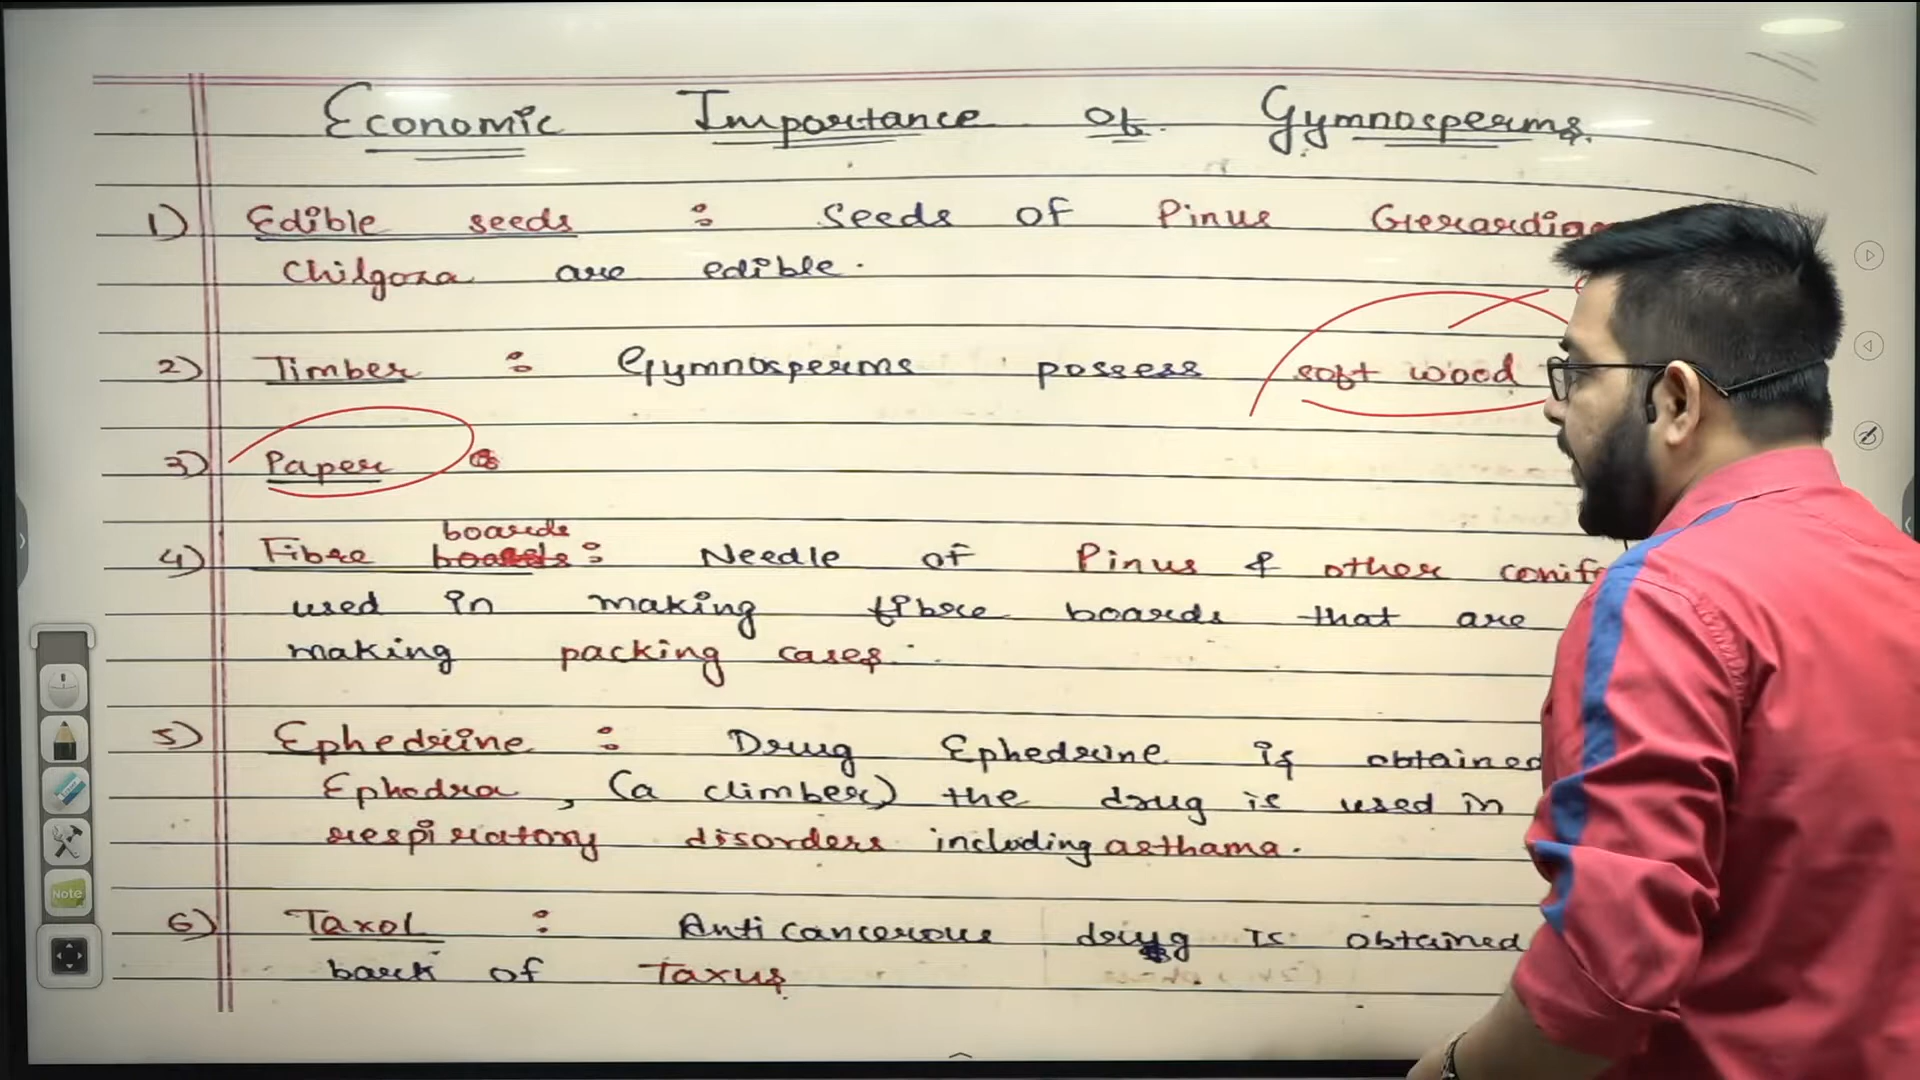 Economic Importance of Gymnosperms.
1) Edible seeds : Seeds of Pinus
Chilgoza are edible.
2) Timber : Gymnosperms possess soft wood
3) Paper
boards
4) Fibre boards : Needle of Pinus & other
used in making fibre boards that are
making packing cases.
5) Ephedrine : Drug Ephedrine is obtained
Ephedra, (a climber) the drug is used in
respiratory disorders including asthama.
6) Taxol : Anti cancerous drug is obtained
bark of Taxus
Note